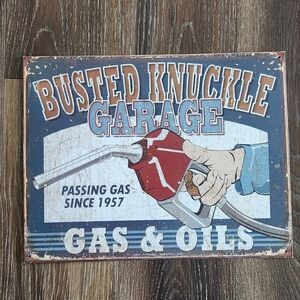 BUSTED KNUCKLE
GARAGE
PASSING GAS
SINCE 1957
GAS & OILS